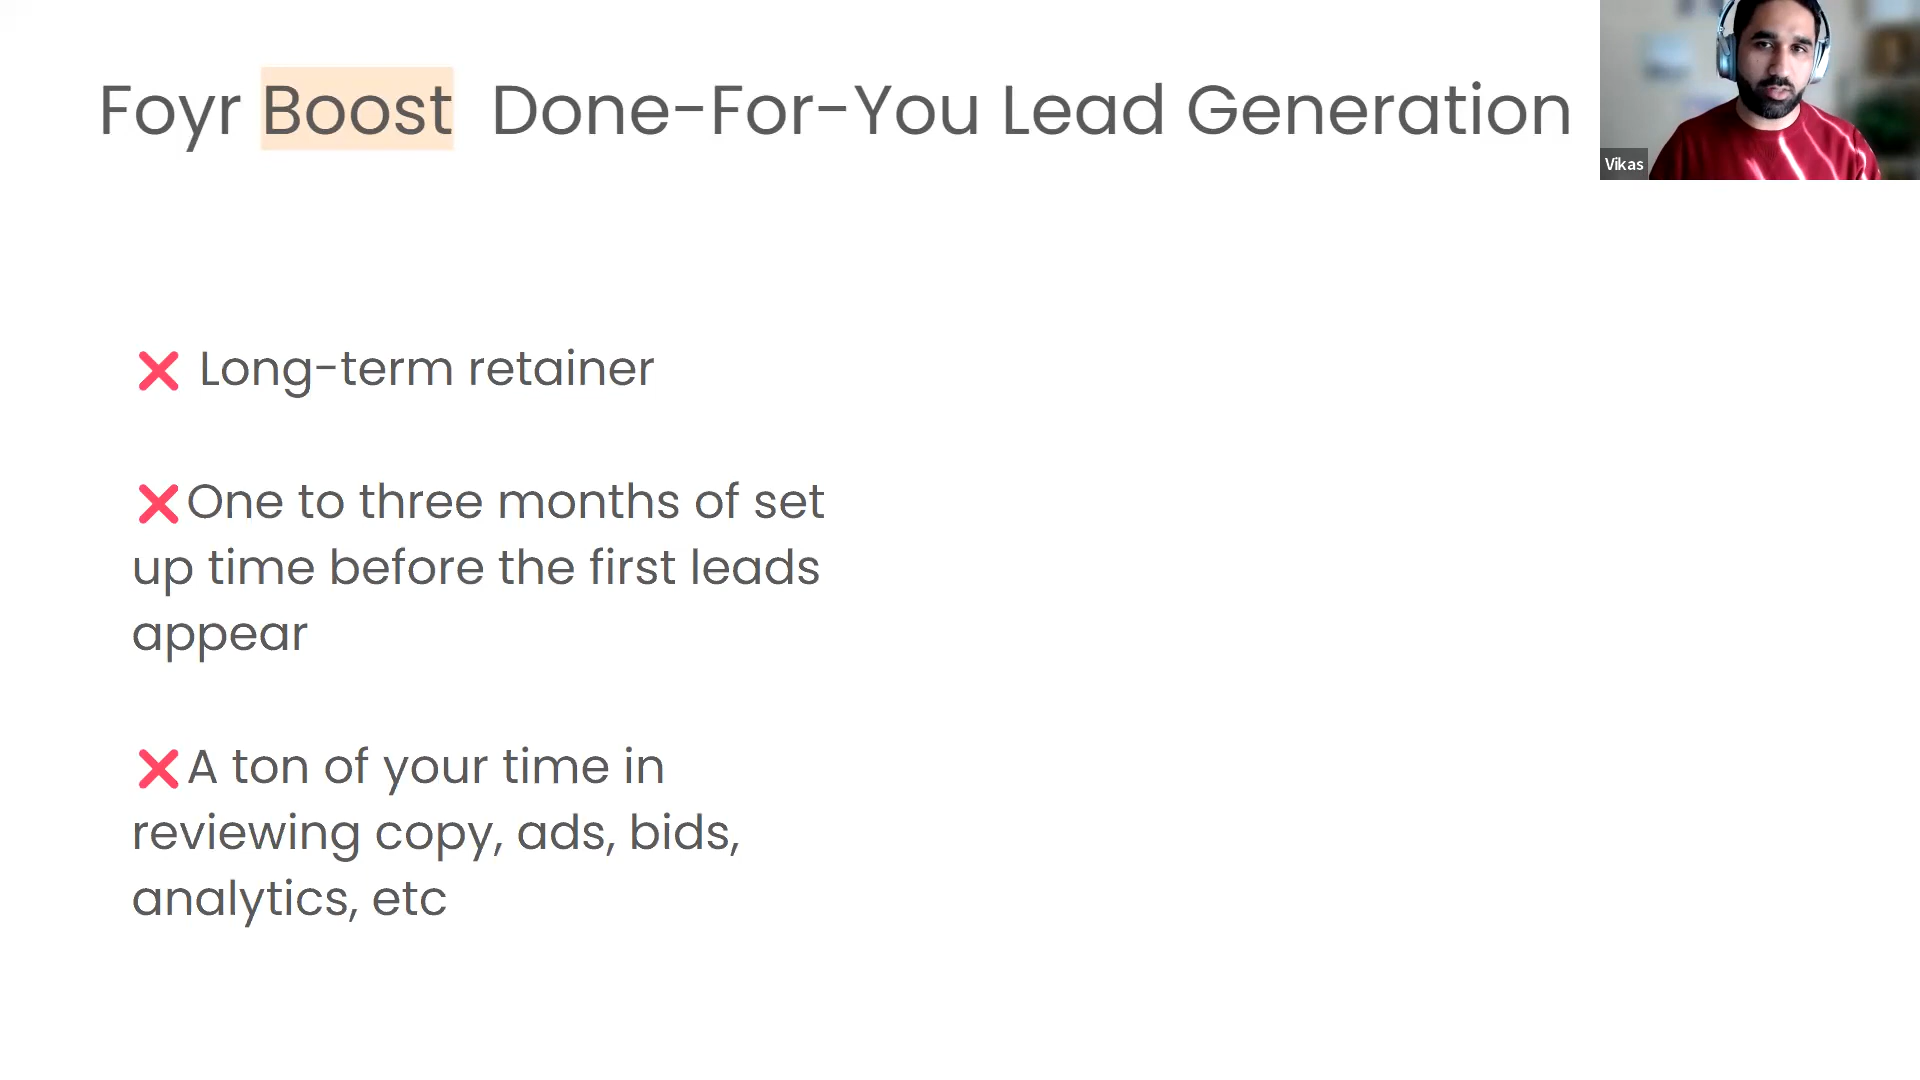 Foyr Boost Done-For-You Lead Generation
Vikas
❌ Long-term retainer
❌One to three months of set
up time before the first leads
appear
❌A ton of your time in
reviewing copy, ads, bids,
analytics, etc